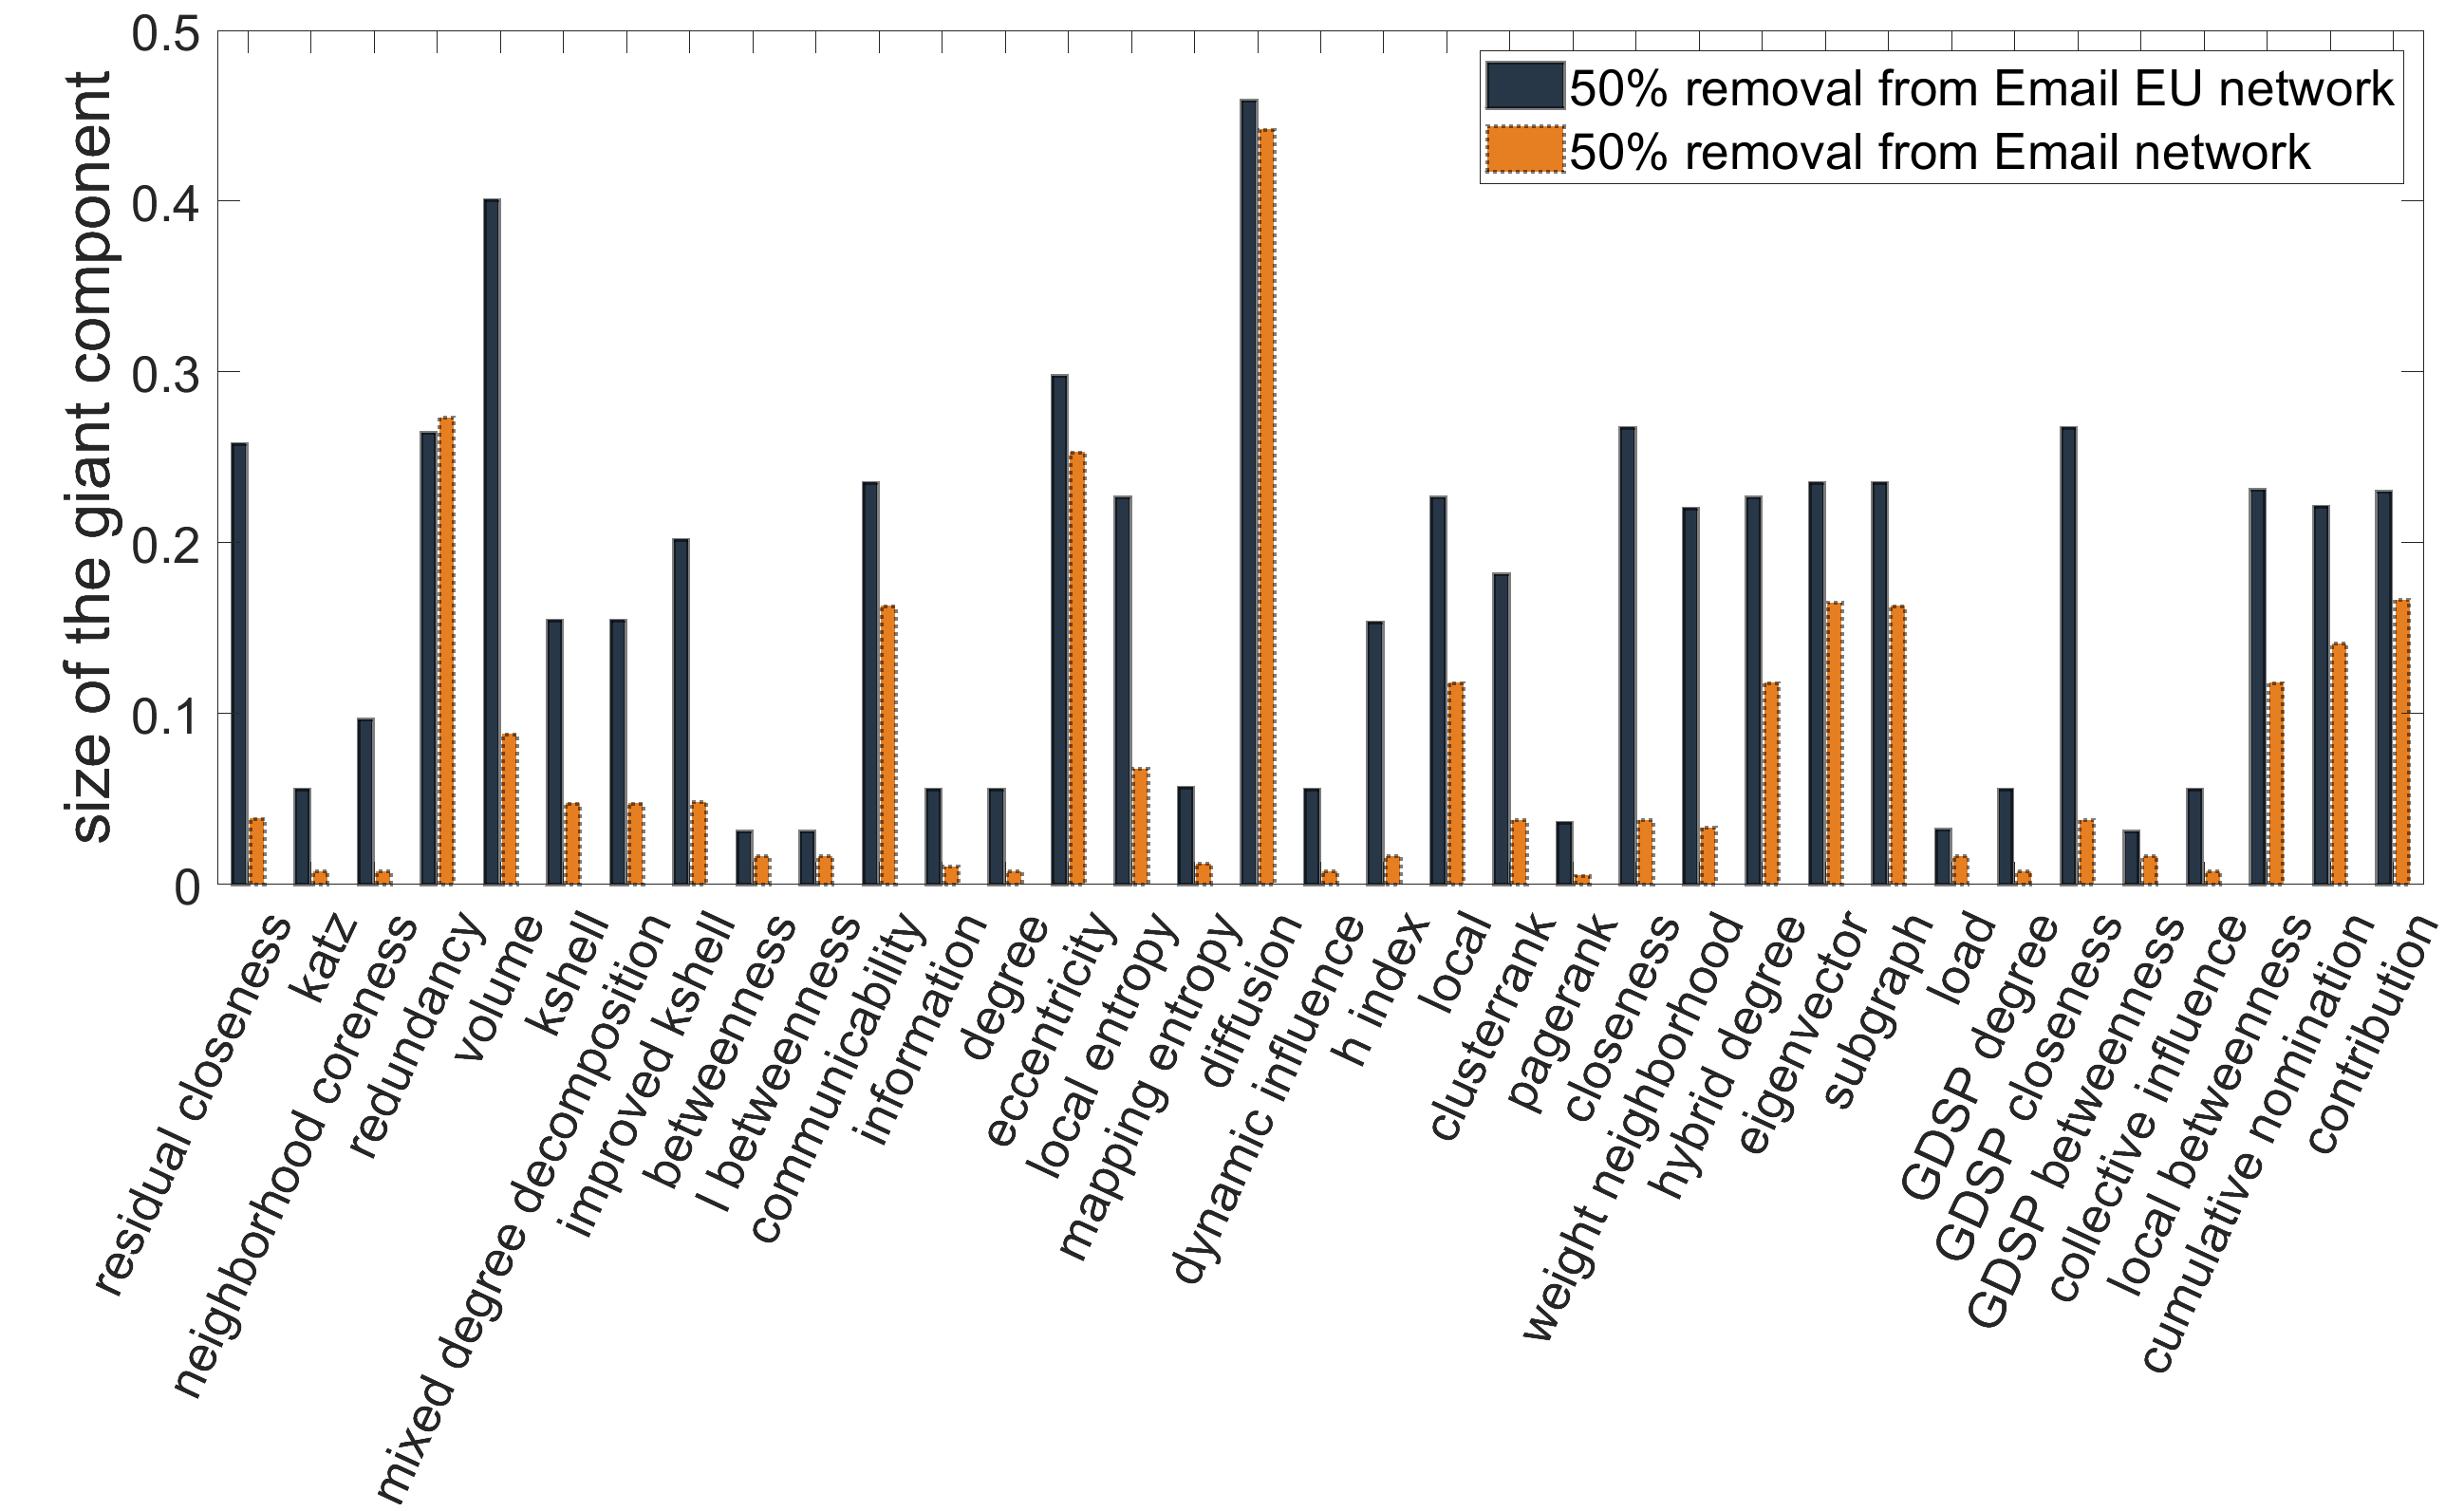 size of the giant component
0.5
0.4
0.3
0.2
0.1
0
50% removal from Email EU network
50% removal from Email network
residual closeness
katz
neighborhood coreness
redundancy
volume
kshell
mixed degree decomposition
improved kshell
betweenness
l betweenness
communicability
information
degree
eccentricity
local entropy
mapping entropy
diffusion
dynamic influence
h index
local
clusterrank
pagerank
closeness
weight neighborhood
hybrid degree
eigenvector
subgraph
load
GDSP degree
GDSP closeness
GDSP betweenness
collective influence
local betweenness
cumulative nomination
contribution